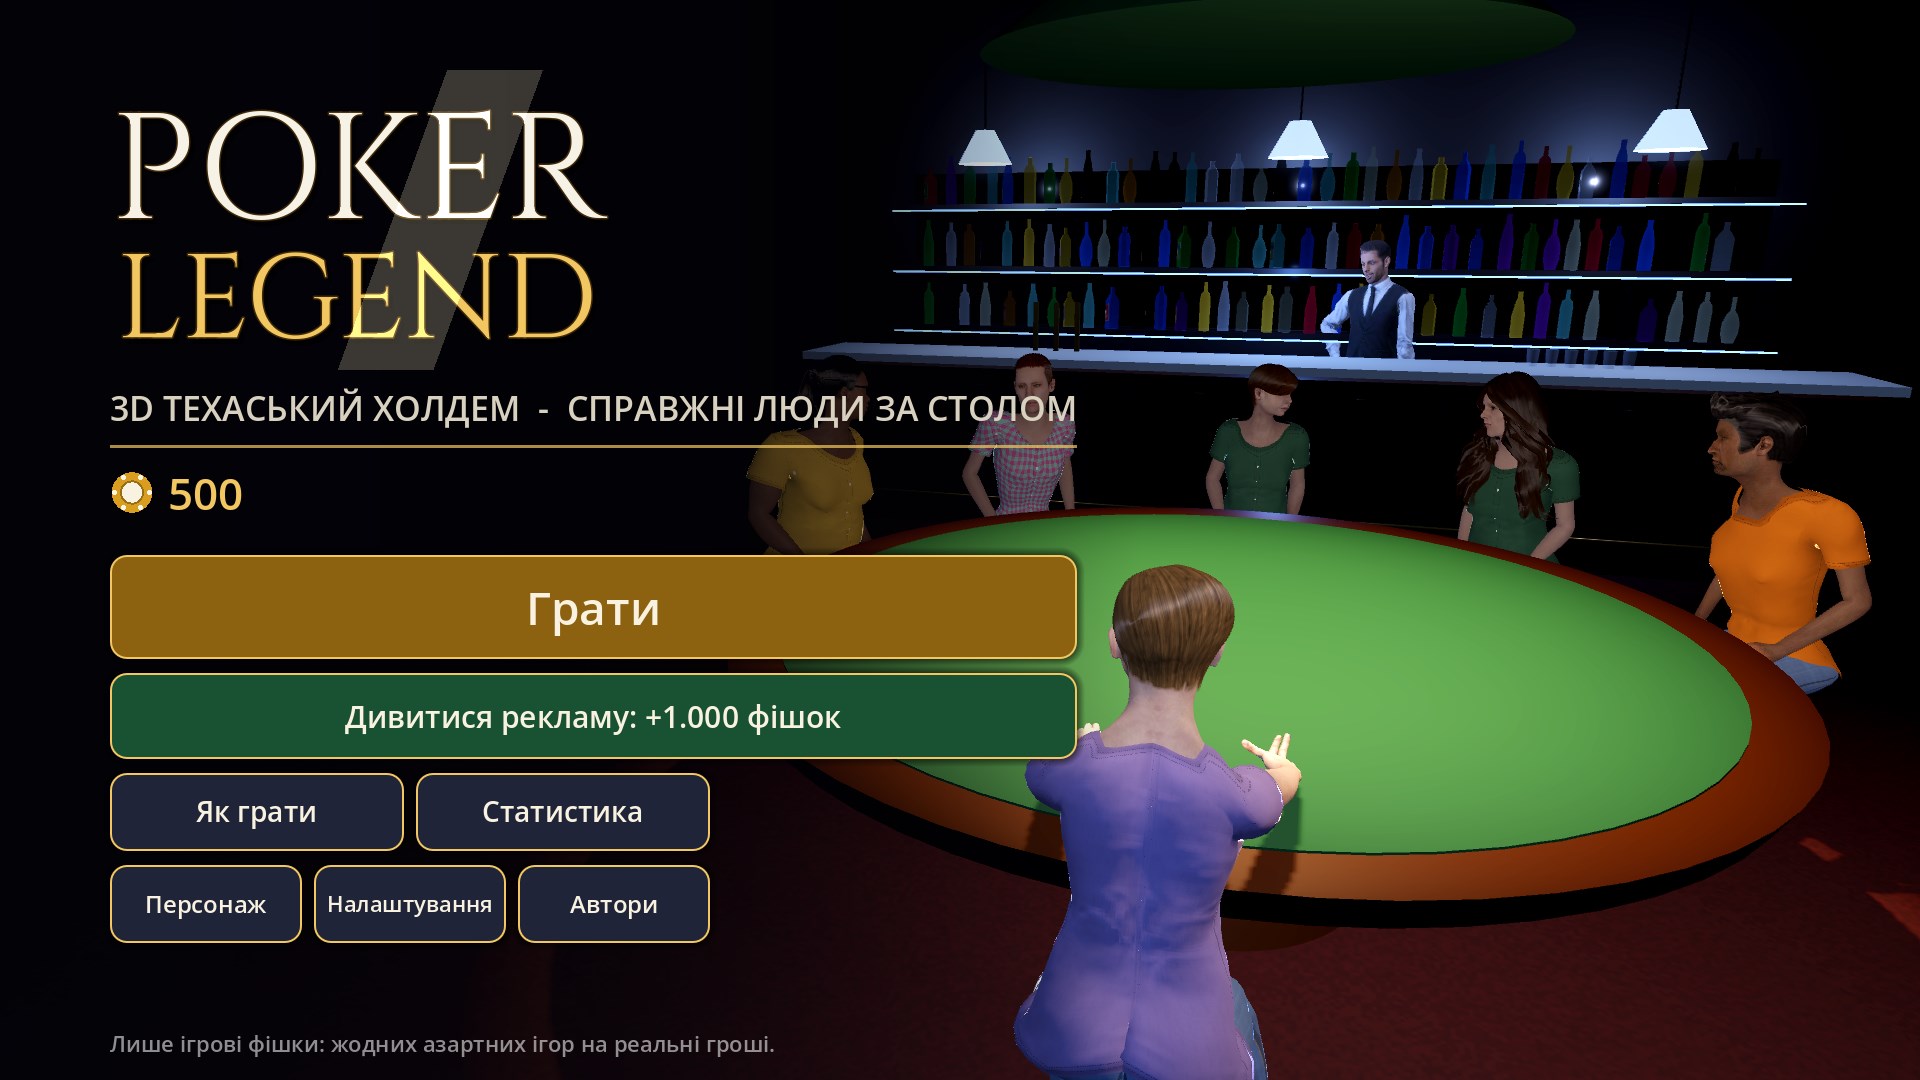 POKER
LEGEND
3D ТЕХАСЬКИЙ ХОЛДЕМ - СПРАВЖНІ ЛЮДИ ЗА СТОЛОМ
500
Грати
Дивитися рекламу: +1.000 фішок
Як грати
Статистика
Персонаж
Налаштування
Автори
Лише ігрові фішки: жодних азартних ігор на реальні гроші.